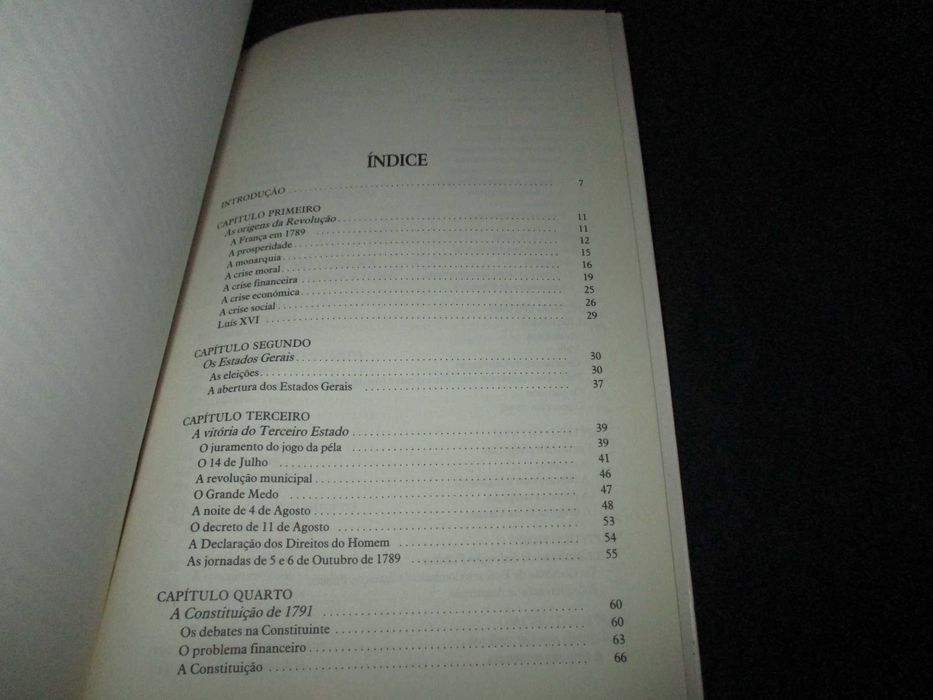 ÍNDICE
INTRODUÇÃO ........ 7
CAPÍTULO PRIMEIRO
As origens da Revolução ........ 11
A França em 1789 ........ 11
A prosperidade ........ 12
A monarquia ........ 15
A crise moral ........ 16
A crise financeira ........ 19
A crise económica ........ 25
A crise social ........ 26
Luís XVI ........ 29
CAPÍTULO SEGUNDO
Os Estados Gerais ........ 30
As eleições ........ 30
A abertura dos Estados Gerais ........ 37
CAPÍTULO TERCEIRO
A vitória do Terceiro Estado ........ 39
O juramento do jogo da péla ........ 39
O 14 de Julho ........ 41
A revolução municipal ........ 46
O Grande Medo ........ 47
A noite de 4 de Agosto ........ 48
O decreto de 11 de Agosto ........ 53
A Declaração dos Direitos do Homem ........ 54
As jornadas de 5 e 6 de Outubro de 1789 ........ 55
CAPÍTULO QUARTO
A Constituição de 1791 ........ 60
Os debates na Constituinte ........ 60
O problema financeiro ........ 63
A Constituição ........ 66